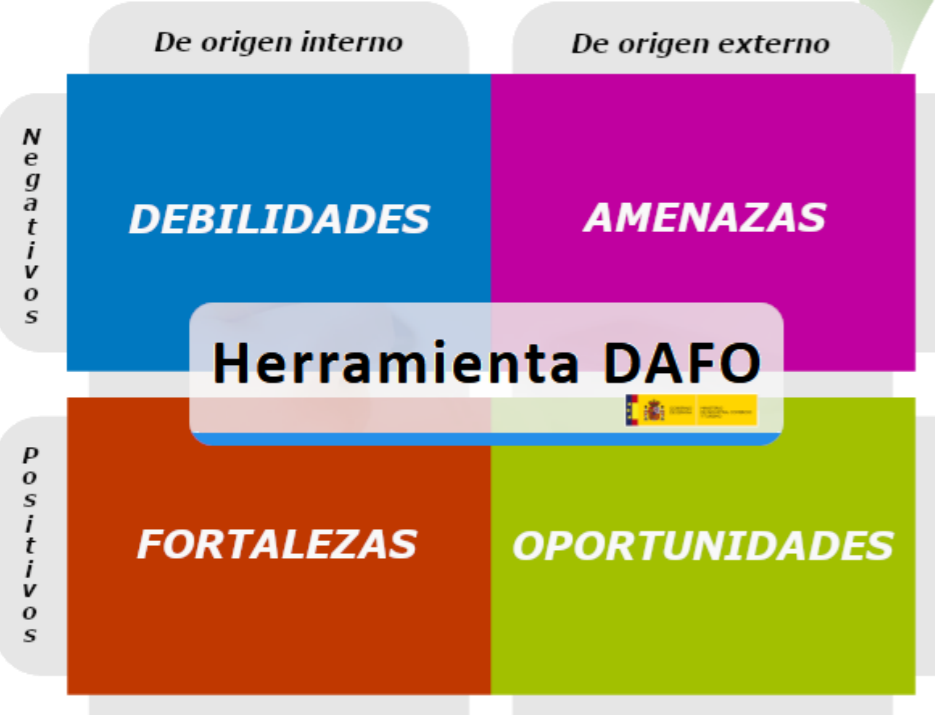 De origen interno
De origen externo
Negativos
DEBILIDADES
AMENAZAS
Herramienta DAFO
Positivos
FORTALEZAS
OPORTUNIDADES